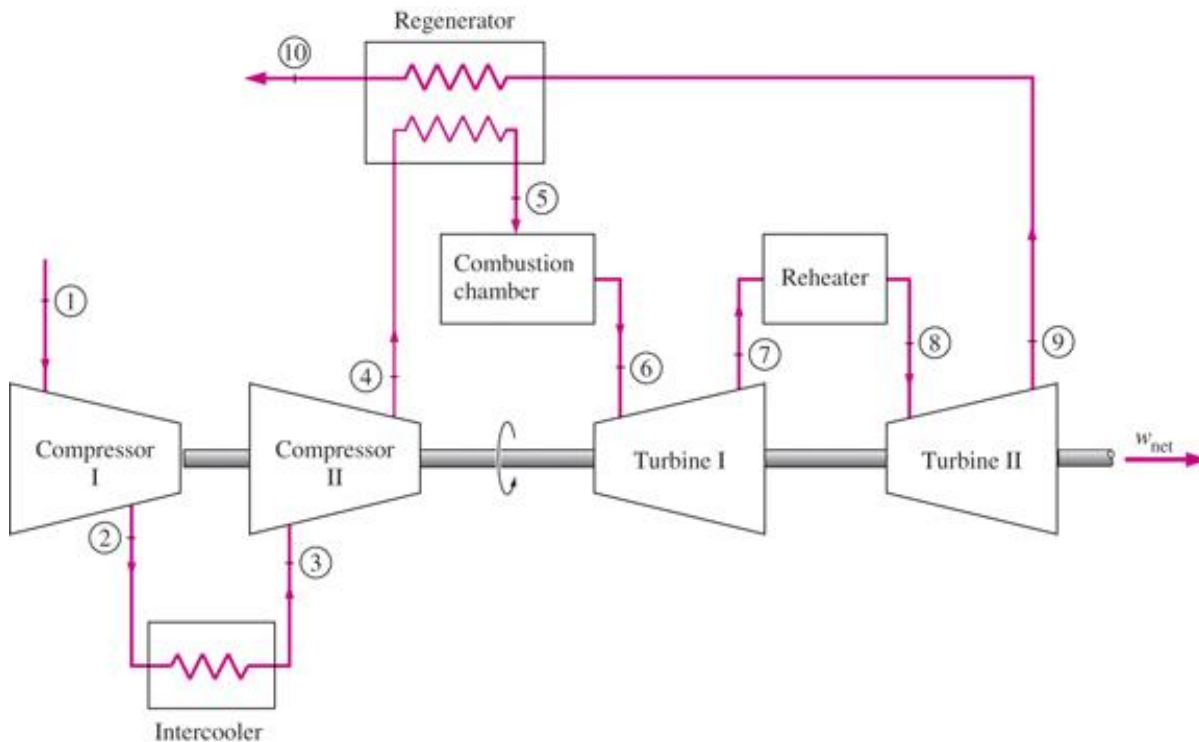 Regenerator
10
5
Combustion
chamber
Reheater
1
4
6
7
8
9
Compressor
I
Compressor
II
Turbine I
Turbine II
w_net
2
3
Intercooler